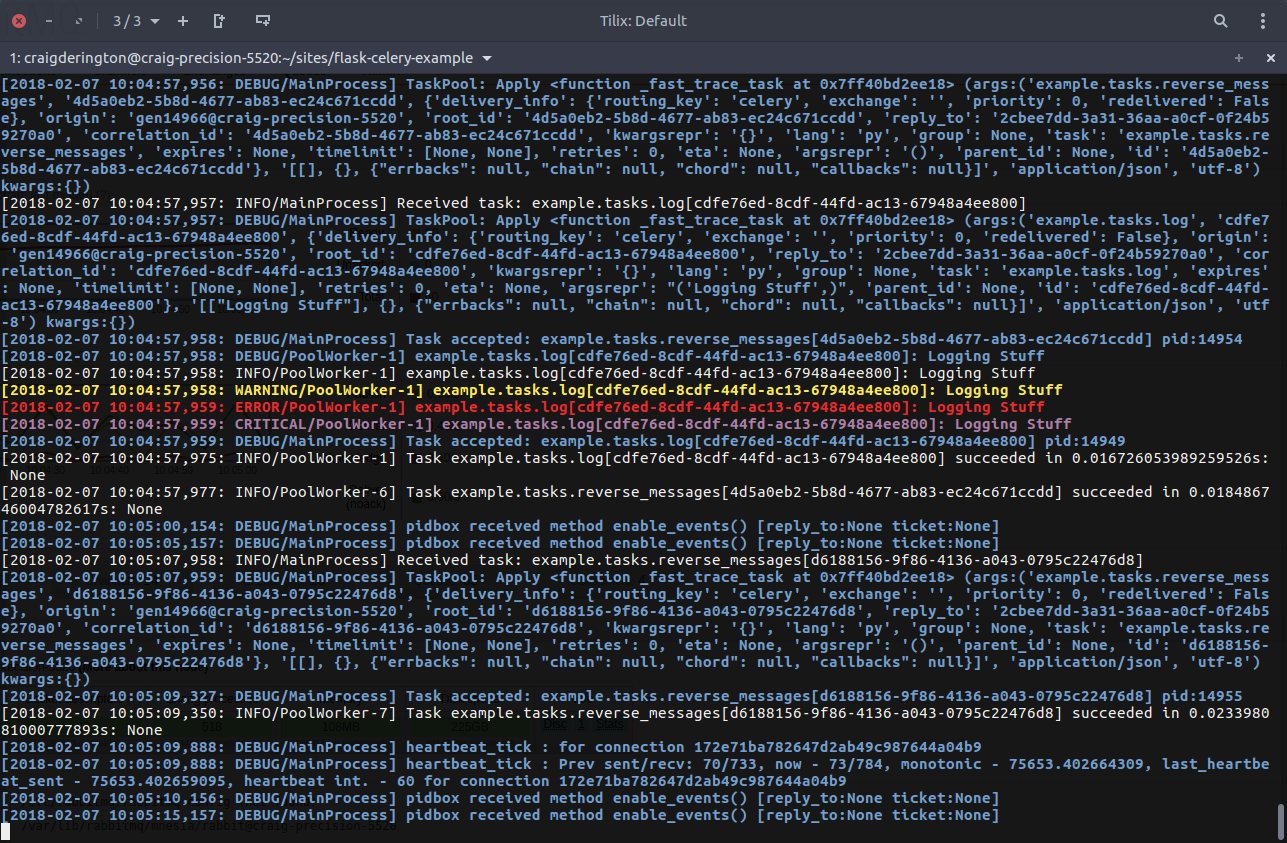 3 / 3
Tilix: Default
1: craigderington@craig-precision-5520:~/sites/flask-celery-example
[2018-02-07 10:04:57,956: DEBUG/MainProcess] TaskPool: Apply <function _fast_trace_task at 0x7ff40bd2ee18> (args:('example.tasks.reverse_mess
ages', '4d5a0eb2-5b8d-4677-ab83-ec24c671ccdd', {'delivery_info': {'routing_key': 'celery', 'exchange': '', 'priority': 0, 'redelivered': Fals
e}, 'origin': 'gen14966@craig-precision-5520', 'root_id': '4d5a0eb2-5b8d-4677-ab83-ec24c671ccdd', 'reply_to': '2cbee7dd-3a31-36aa-a0cf-0f24b5
9270a0', 'correlation_id': '4d5a0eb2-5b8d-4677-ab83-ec24c671ccdd', 'kwargsrepr': '{}', 'lang': 'py', 'group': None, 'task': 'example.tasks.re
verse_messages', 'expires': None, 'timelimit': [None, None], 'retries': 0, 'eta': None, 'argsrepr': '()', 'parent_id': None, 'id': '4d5a0eb2-
5b8d-4677-ab83-ec24c671ccdd'}, '[[], {}, {"errbacks": null, "chain": null, "chord": null, "callbacks": null}]', 'application/json', 'utf-8')
kwargs:{})
[2018-02-07 10:04:57,957: INFO/MainProcess] Received task: example.tasks.log[cdfe76ed-8cdf-44fd-ac13-67948a4ee800]
[2018-02-07 10:04:57,957: DEBUG/MainProcess] TaskPool: Apply <function _fast_trace_task at 0x7ff40bd2ee18> (args:('example.tasks.log', 'cdfe7
6ed-8cdf-44fd-ac13-67948a4ee800', {'delivery_info': {'routing_key': 'celery', 'exchange': '', 'priority': 0, 'redelivered': False}, 'origin':
'gen14966@craig-precision-5520', 'root_id': 'cdfe76ed-8cdf-44fd-ac13-67948a4ee800', 'reply_to': '2cbee7dd-3a31-36aa-a0cf-0f24b59270a0', 'cor
relation_id': 'cdfe76ed-8cdf-44fd-ac13-67948a4ee800', 'kwargsrepr': '{}', 'lang': 'py', 'group': None, 'task': 'example.tasks.log', 'expires'
: None, 'timelimit': [None, None], 'retries': 0, 'eta': None, 'argsrepr': "('Logging Stuff',)", 'parent_id': None, 'id': 'cdfe76ed-8cdf-44fd-
ac13-67948a4ee800'}, '[["Logging Stuff"], {}, {"errbacks": null, "chain": null, "chord": null, "callbacks": null}]', 'application/json', 'utf
-8') kwargs:{})
[2018-02-07 10:04:57,958: DEBUG/MainProcess] Task accepted: example.tasks.reverse_messages[4d5a0eb2-5b8d-4677-ab83-ec24c671ccdd] pid:14954
[2018-02-07 10:04:57,958: DEBUG/PoolWorker-1] example.tasks.log[cdfe76ed-8cdf-44fd-ac13-67948a4ee800]: Logging Stuff
[2018-02-07 10:04:57,958: INFO/PoolWorker-1] example.tasks.log[cdfe76ed-8cdf-44fd-ac13-67948a4ee800]: Logging Stuff
[2018-02-07 10:04:57,958: WARNING/PoolWorker-1] example.tasks.log[cdfe76ed-8cdf-44fd-ac13-67948a4ee800]: Logging Stuff
[2018-02-07 10:04:57,959: ERROR/PoolWorker-1] example.tasks.log[cdfe76ed-8cdf-44fd-ac13-67948a4ee800]: Logging Stuff
[2018-02-07 10:04:57,959: CRITICAL/PoolWorker-1] example.tasks.log[cdfe76ed-8cdf-44fd-ac13-67948a4ee800]: Logging Stuff
[2018-02-07 10:04:57,959: DEBUG/MainProcess] Task accepted: example.tasks.log[cdfe76ed-8cdf-44fd-ac13-67948a4ee800] pid:14949
[2018-02-07 10:04:57,975: INFO/PoolWorker-1] Task example.tasks.log[cdfe76ed-8cdf-44fd-ac13-67948a4ee800] succeeded in 0.016726053989259526s:
None
[2018-02-07 10:04:57,977: INFO/PoolWorker-6] Task example.tasks.reverse_messages[4d5a0eb2-5b8d-4677-ab83-ec24c671ccdd] succeeded in 0.0184867
46004782617s: None
[2018-02-07 10:05:00,154: DEBUG/MainProcess] pidbox received method enable_events() [reply_to:None ticket:None]
[2018-02-07 10:05:05,157: DEBUG/MainProcess] pidbox received method enable_events() [reply_to:None ticket:None]
[2018-02-07 10:05:07,958: INFO/MainProcess] Received task: example.tasks.reverse_messages[d6188156-9f86-4136-a043-0795c22476d8]
[2018-02-07 10:05:07,959: DEBUG/MainProcess] TaskPool: Apply <function _fast_trace_task at 0x7ff40bd2ee18> (args:('example.tasks.reverse_mess
ages', 'd6188156-9f86-4136-a043-0795c22476d8', {'delivery_info': {'routing_key': 'celery', 'exchange': '', 'priority': 0, 'redelivered': Fals
e}, 'origin': 'gen14966@craig-precision-5520', 'root_id': 'd6188156-9f86-4136-a043-0795c22476d8', 'reply_to': '2cbee7dd-3a31-36aa-a0cf-0f24b5
9270a0', 'correlation_id': 'd6188156-9f86-4136-a043-0795c22476d8', 'kwargsrepr': '{}', 'lang': 'py', 'group': None, 'task': 'example.tasks.re
verse_messages', 'expires': None, 'timelimit': [None, None], 'retries': 0, 'eta': None, 'argsrepr': '()', 'parent_id': None, 'id': 'd6188156-
9f86-4136-a043-0795c22476d8'}, '[[], {}, {"errbacks": null, "chain": null, "chord": null, "callbacks": null}]', 'application/json', 'utf-8')
kwargs:{})
[2018-02-07 10:05:09,327: DEBUG/MainProcess] Task accepted: example.tasks.reverse_messages[d6188156-9f86-4136-a043-0795c22476d8] pid:14955
[2018-02-07 10:05:09,350: INFO/PoolWorker-7] Task example.tasks.reverse_messages[d6188156-9f86-4136-a043-0795c22476d8] succeeded in 0.0233980
81000777893s: None
[2018-02-07 10:05:09,888: DEBUG/MainProcess] heartbeat_tick : for connection 172e71ba782647d2ab49c987644a04b9
[2018-02-07 10:05:09,888: DEBUG/MainProcess] heartbeat_tick : Prev sent/recv: 70/733, now - 73/784, monotonic - 75653.402664309, last_heartbe
at_sent - 75653.402659095, heartbeat int. - 60 for connection 172e71ba782647d2ab49c987644a04b9
[2018-02-07 10:05:10,156: DEBUG/MainProcess] pidbox received method enable_events() [reply_to:None ticket:None]
[2018-02-07 10:05:15,157: DEBUG/MainProcess] pidbox received method enable_events() [reply_to:None ticket:None]
/var/lib/rabbitmq/mnesia/rabbit@craig-precision-5520